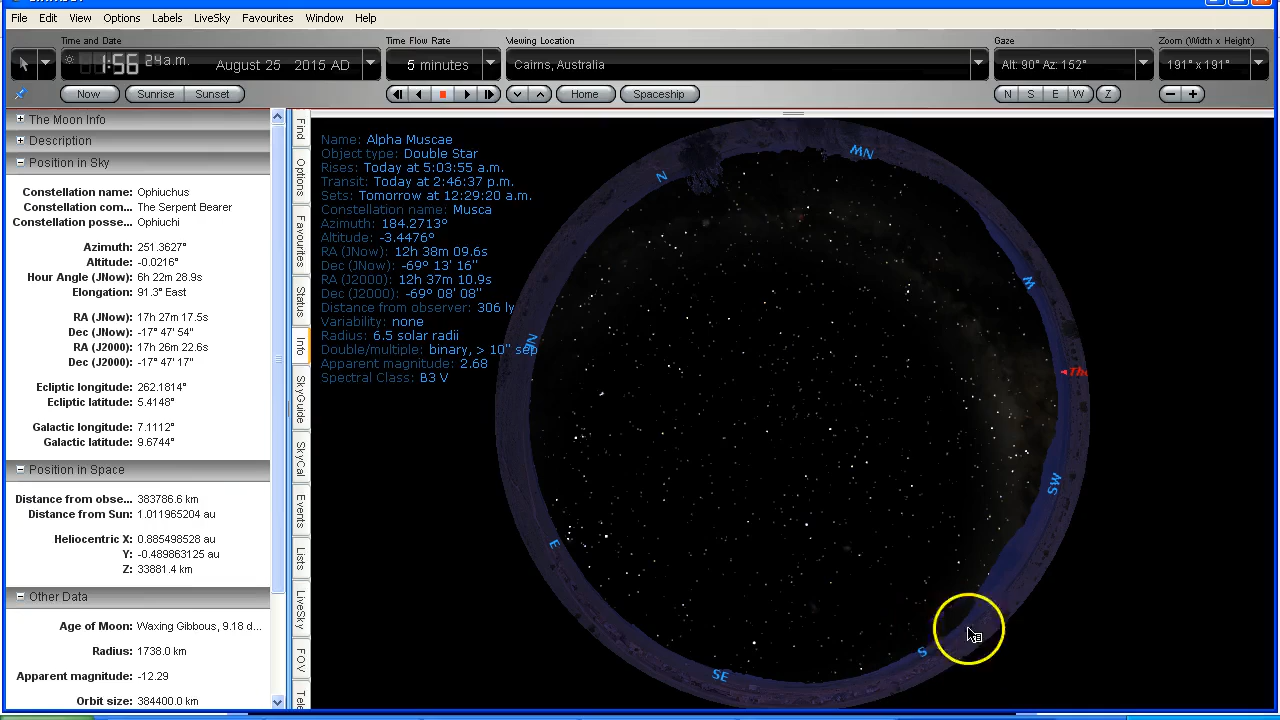 File Edit View Options Labels LiveSky Favourites Window Help
Time and Date
Time Flow Rate
Viewing Location
Gaze
Zoom (Width x Height)
1:56 24a.m. August 25 2015 AD
5 minutes
Cairns, Australia
Alt: 90° Az: 152°
191° x 191°
Now Sunrise Sunset
Home Spaceship
N S E W Z
The Moon Info
Description
Position in Sky
Constellation name: Ophiuchus
Constellation com... The Serpent Bearer
Constellation posse... Ophiuchi
Azimuth: 251.3627°
Altitude: -0.0216°
Hour Angle (JNow): 6h 22m 28.9s
Elongation: 91.3° East
RA (JNow): 17h 27m 17.5s
Dec (JNow): -17° 47' 54"
RA (J2000): 17h 26m 22.6s
Dec (J2000): -17° 47' 17"
Ecliptic longitude: 262.1814°
Ecliptic latitude: 5.4148°
Galactic longitude: 7.1112°
Galactic latitude: 9.6744°
Position in Space
Distance from obse... 383786.6 km
Distance from Sun: 1.011965204 au
Heliocentric X: 0.885498528 au
Y: -0.489863125 au
Z: 33881.4 km
Other Data
Age of Moon: Waxing Gibbous, 9.18 d...
Radius: 1738.0 km
Apparent magnitude: -12.29
Orbit size: 384400.0 km
Find
Options
Favourites
Status
Info
SkyGuide
SkyCal
Events
Lists
LiveSky
FOV
Tele
Name: Alpha Muscae
Object type: Double Star
Rises: Today at 5:03:55 a.m.
Transit: Today at 2:46:37 p.m.
Sets: Tomorrow at 12:29:20 a.m.
Constellation name: Musca
Azimuth: 184.2713°
Altitude: -3.4476°
RA (JNow): 12h 38m 09.6s
Dec (JNow): -69° 13' 16"
RA (J2000): 12h 37m 10.9s
Dec (J2000): -69° 08' 08"
Distance from observer: 306 ly
Variability: none
Radius: 6.5 solar radii
Double/multiple: binary, > 10" sep
Apparent magnitude: 2.68
Spectral Class: B3 V
N
NW
W
The
SW
S
SE
E
NE